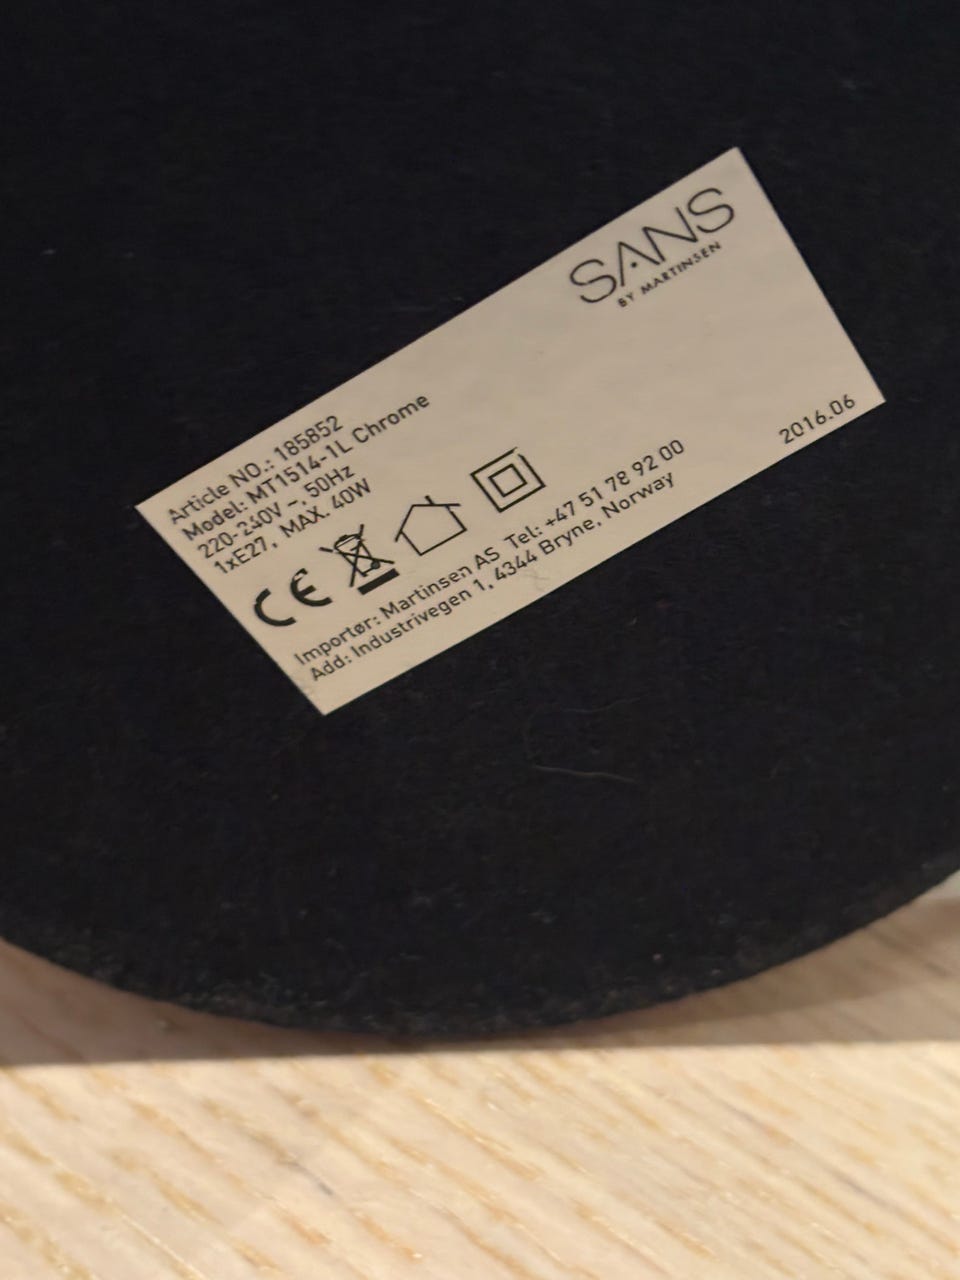 SANS
BY MARTINSEN
Article NO.: 185852
Model: MT1514-1L Chrome
220-240V ~, 50Hz
1xE27, MAX. 40W
CE
Importør: Martinsen AS Tel: +47 51 78 92 00
Add: Industrivegen 1, 4344 Bryne, Norway
2016.06